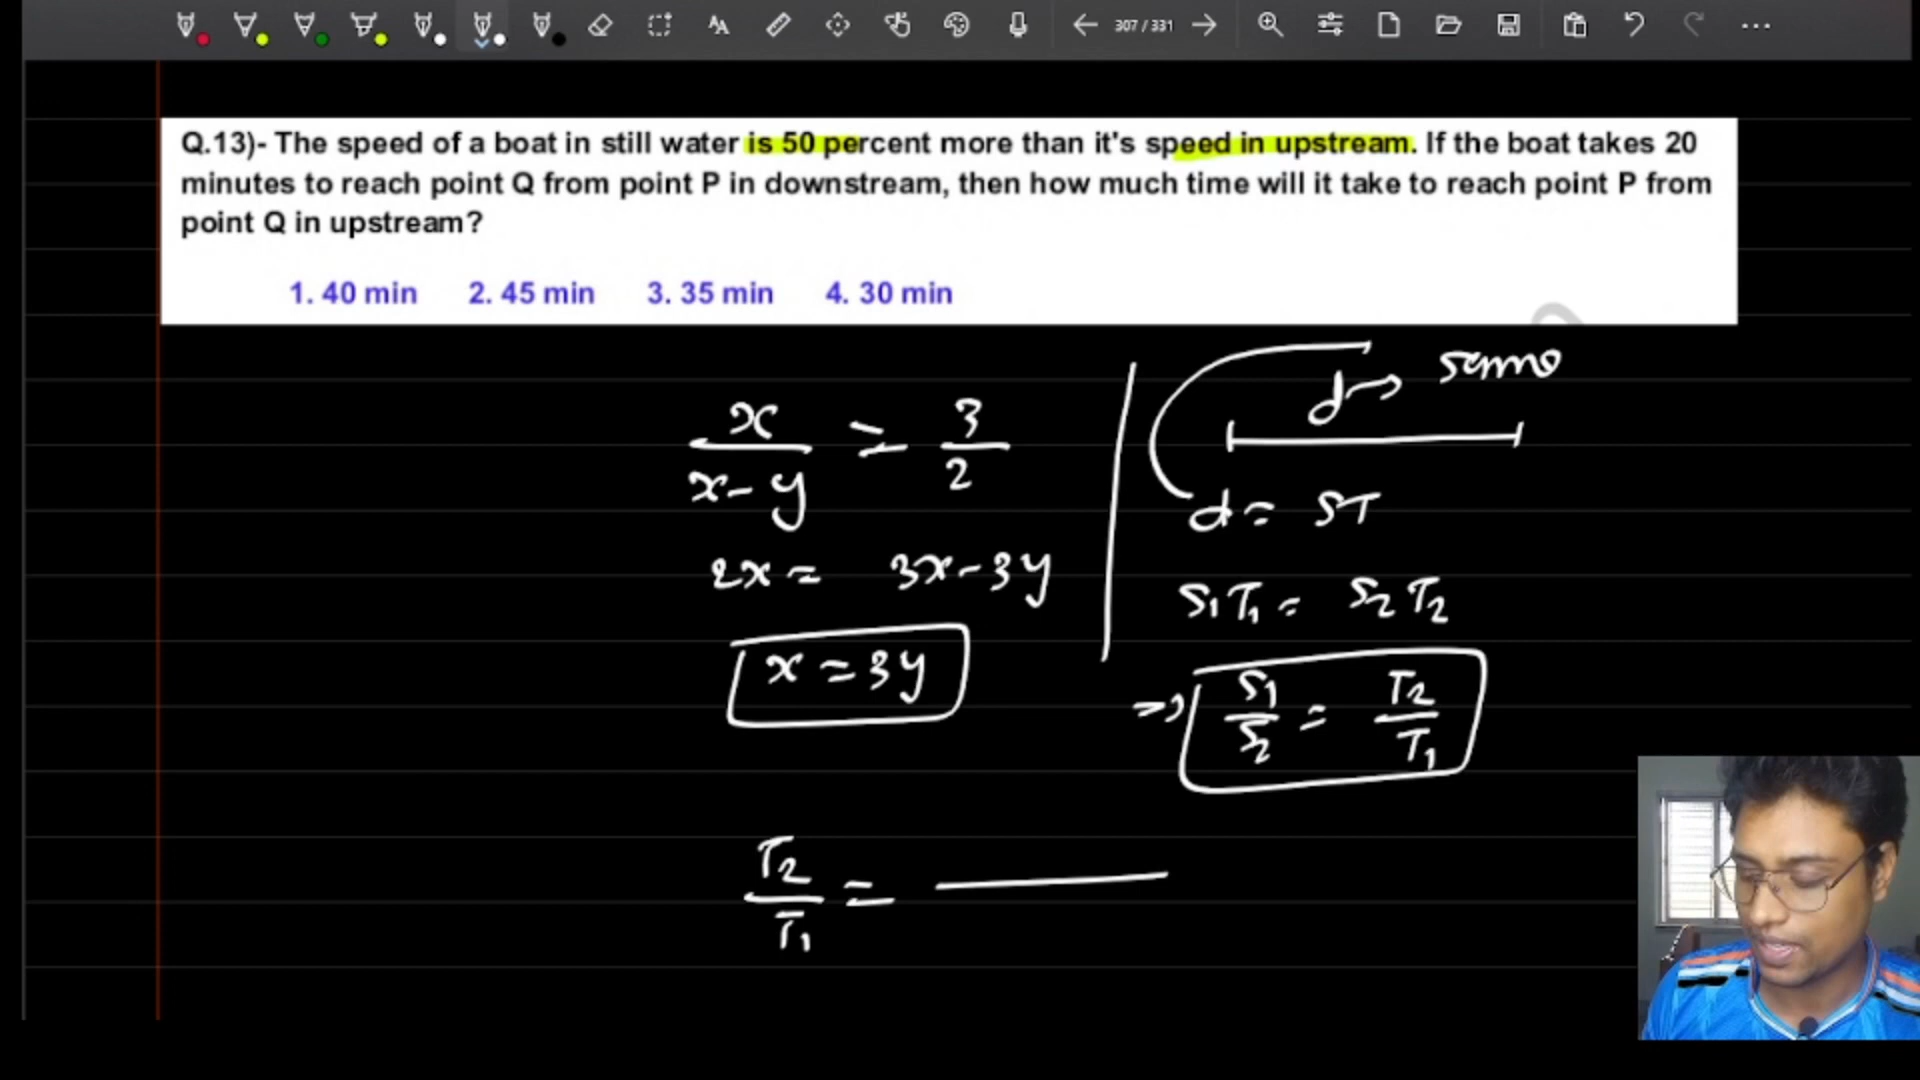 307 / 331
Q.13)- The speed of a boat in still water is 50 percent more than it's speed in upstream. If the boat takes 20
minutes to reach point Q from point P in downstream, then how much time will it take to reach point P from
point Q in upstream?
1. 40 min 2. 45 min 3. 35 min 4. 30 min
x / x-y = 3 / 2
2x = 3x-3y
x = 3y
d → same
d = ST
S₁T₁ = S₂T₂
=> S₁ / S₂ = T₂ / T₁
T₂ / T₁ =